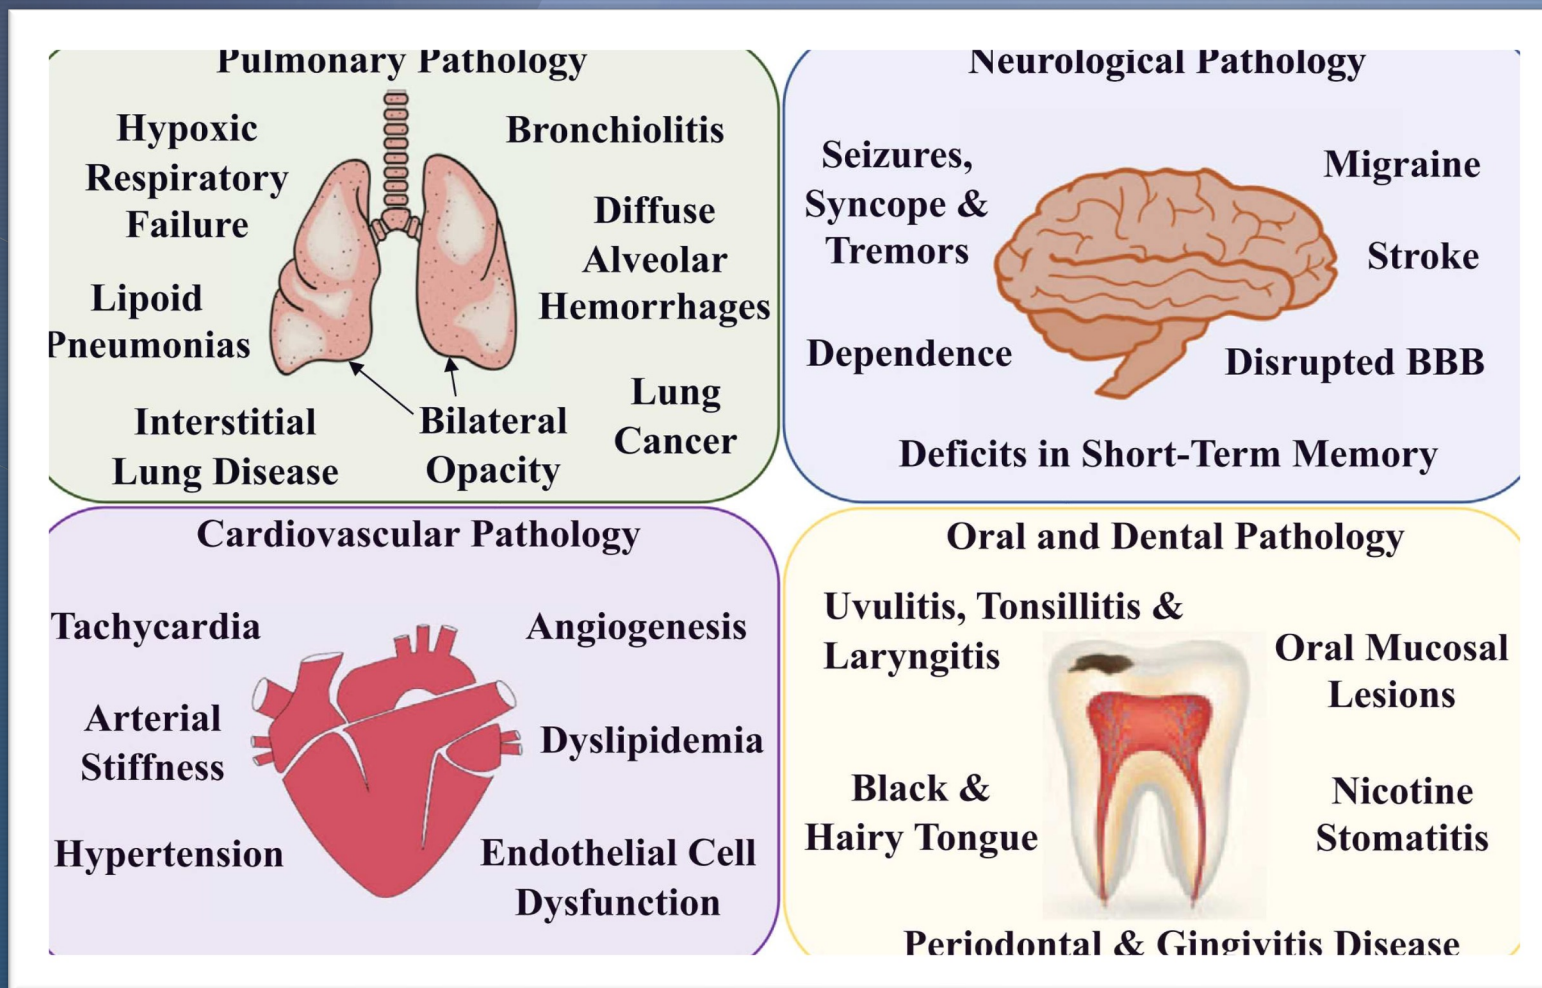 Pulmonary Pathology
Hypoxic
Respiratory
Failure
Bronchiolitis
Diffuse
Alveolar
Hemorrhages
Lipoid
Pneumonias
Interstitial
Lung Disease
Bilateral
Opacity
Lung
Cancer
Neurological Pathology
Seizures,
Syncope &
Tremors
Migraine
Stroke
Dependence
Disrupted BBB
Deficits in Short-Term Memory
Cardiovascular Pathology
Tachycardia
Angiogenesis
Arterial
Stiffness
Dyslipidemia
Hypertension
Endothelial Cell
Dysfunction
Oral and Dental Pathology
Uvulitis, Tonsillitis &
Laryngitis
Oral Mucosal
Lesions
Black &
Hairy Tongue
Nicotine
Stomatitis
Periodontal & Gingivitis Disease